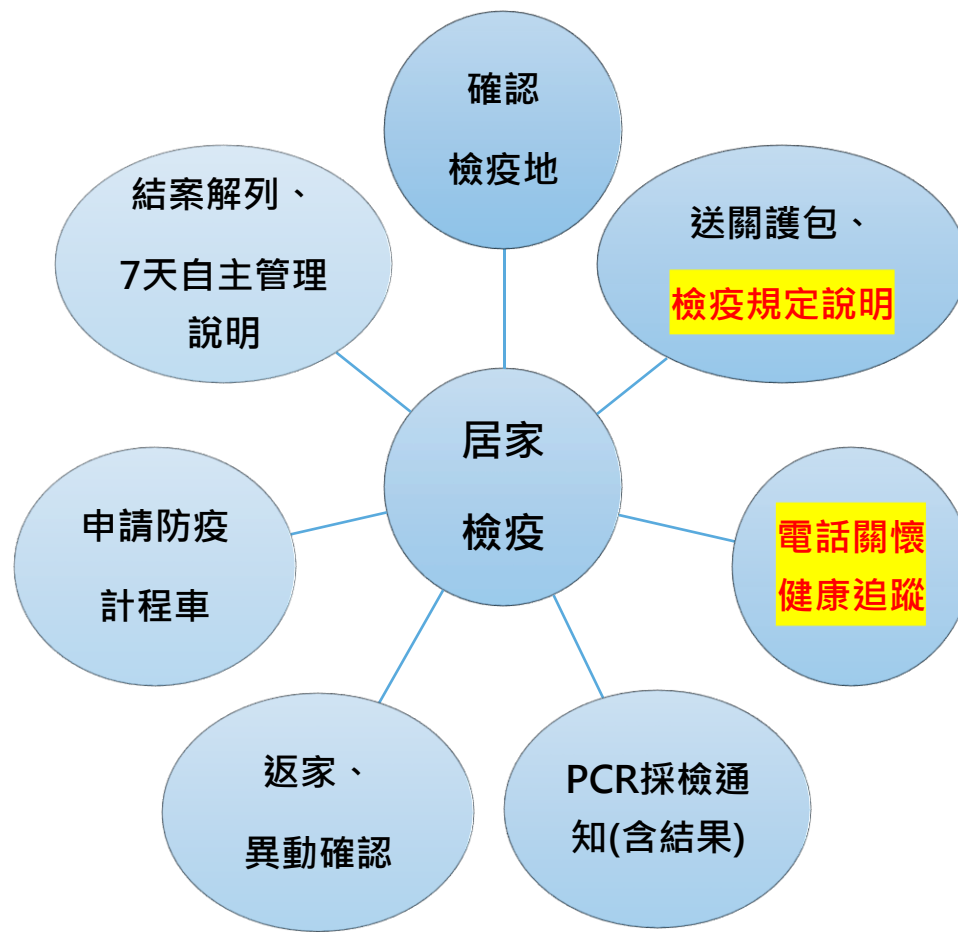 確認
檢疫地
送關護包、
檢疫規定說明
電話關懷
健康追蹤
PCR採檢通
知(含結果)
返家、
異動確認
申請防疫
計程車
結案解列、
7天自主管理
說明
居家
檢疫